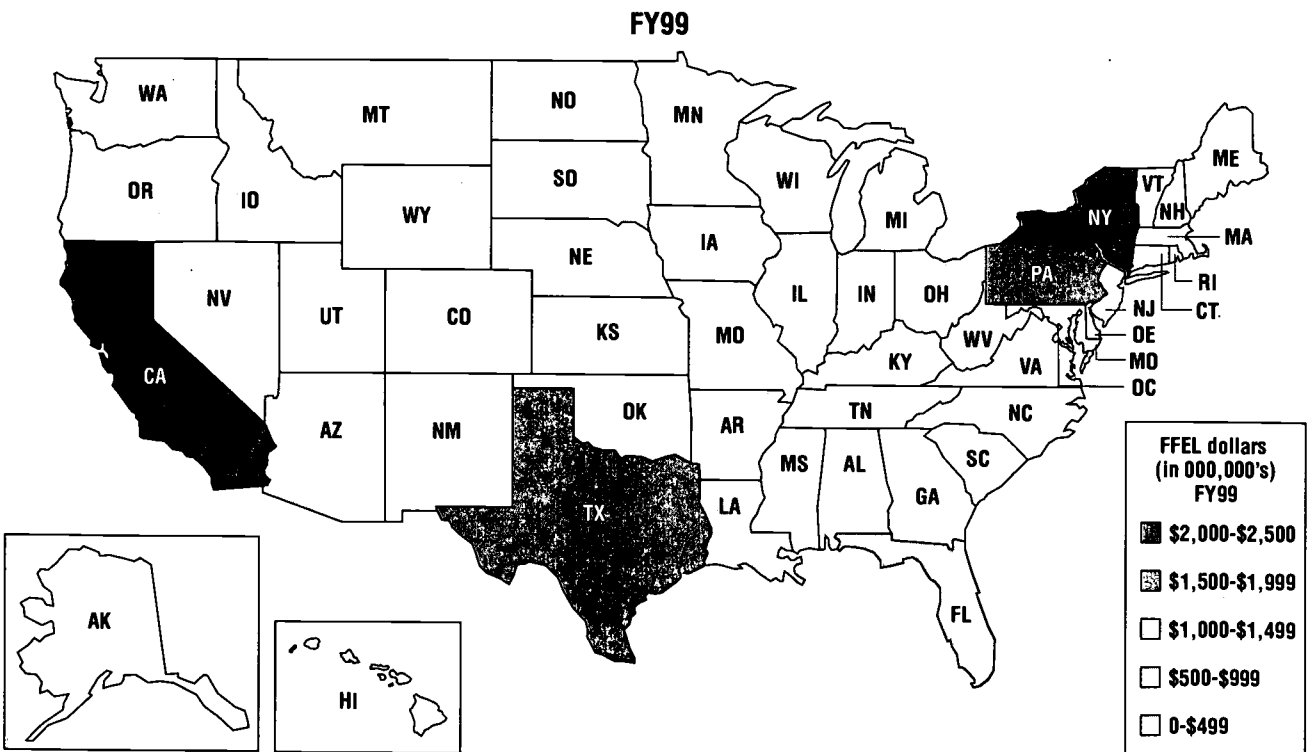 FY99
WA
MT
NO
MN
ME
OR
IO
SO
WI
VT
NH
WY
MI
NY
MA
IA
NE
PA
RI
NV
UT
CO
IL
IN
OH
NJ
CT.
KS
MO
WV
VA
OE
MO
OC
CA
KY
AZ
NM
OK
AR
TN
NC
MS
AL
SC
GA
LA
TX
FL
AK
HI
FFEL dollars
(in 000,000's)
FY99
$2,000-$2,500
$1,500-$1,999
$1,000-$1,499
$500-$999
0-$499